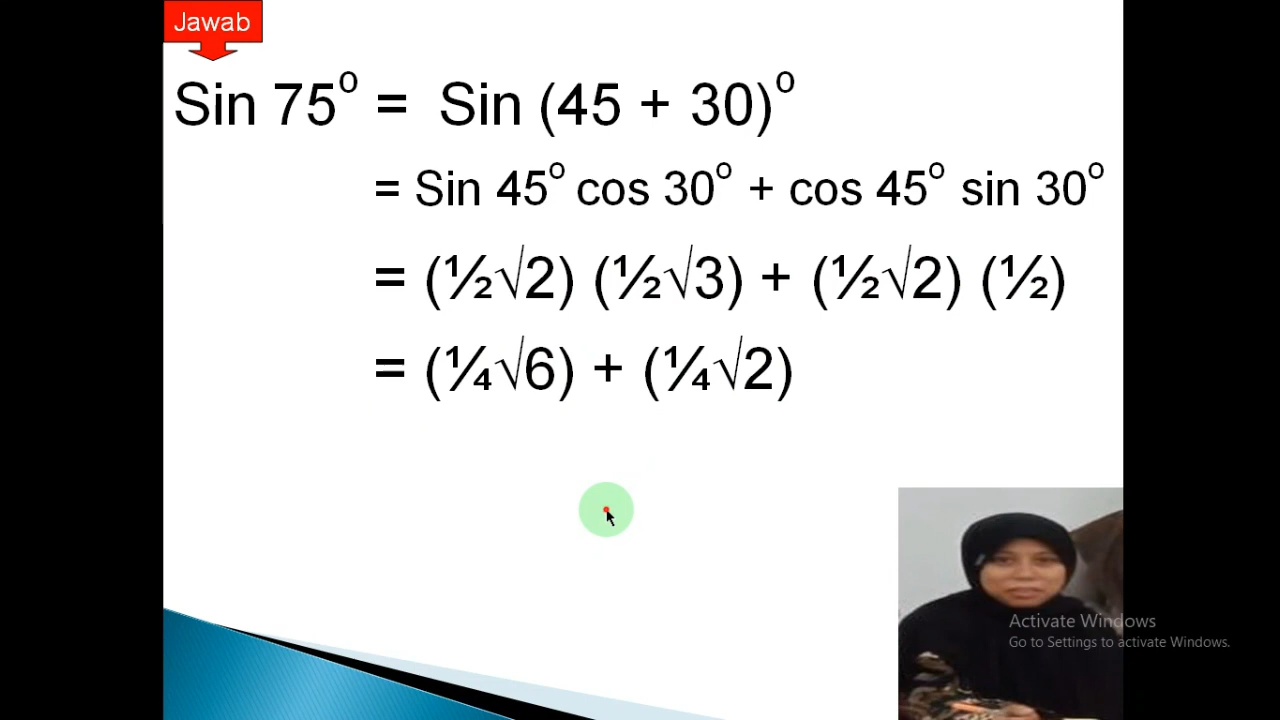 Jawab
Sin 75° = Sin (45 + 30)°
= Sin 45° cos 30° + cos 45° sin 30°
= (½√2) (½√3) + (½√2) (½)
= (¼√6) + (¼√2)
Activate Windows
Go to Settings to activate Windows.